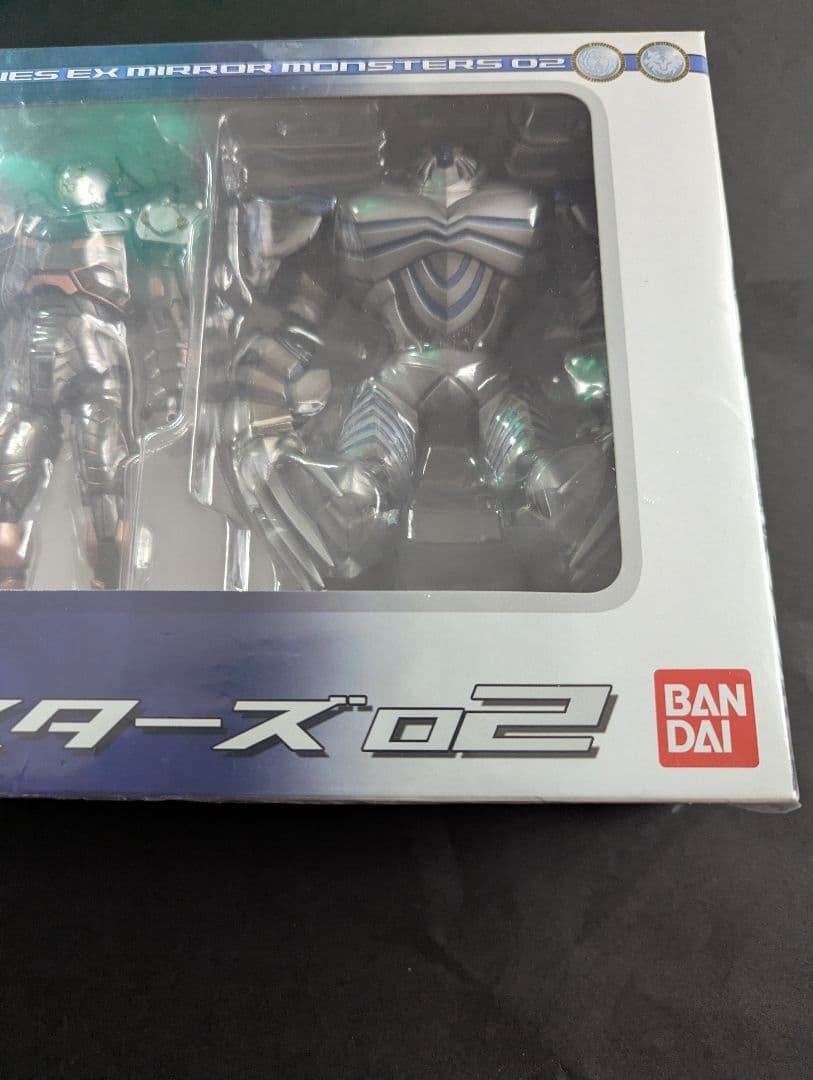 IES EX MIRROR MONSTERS 02
スターズ02
BAN
DAI